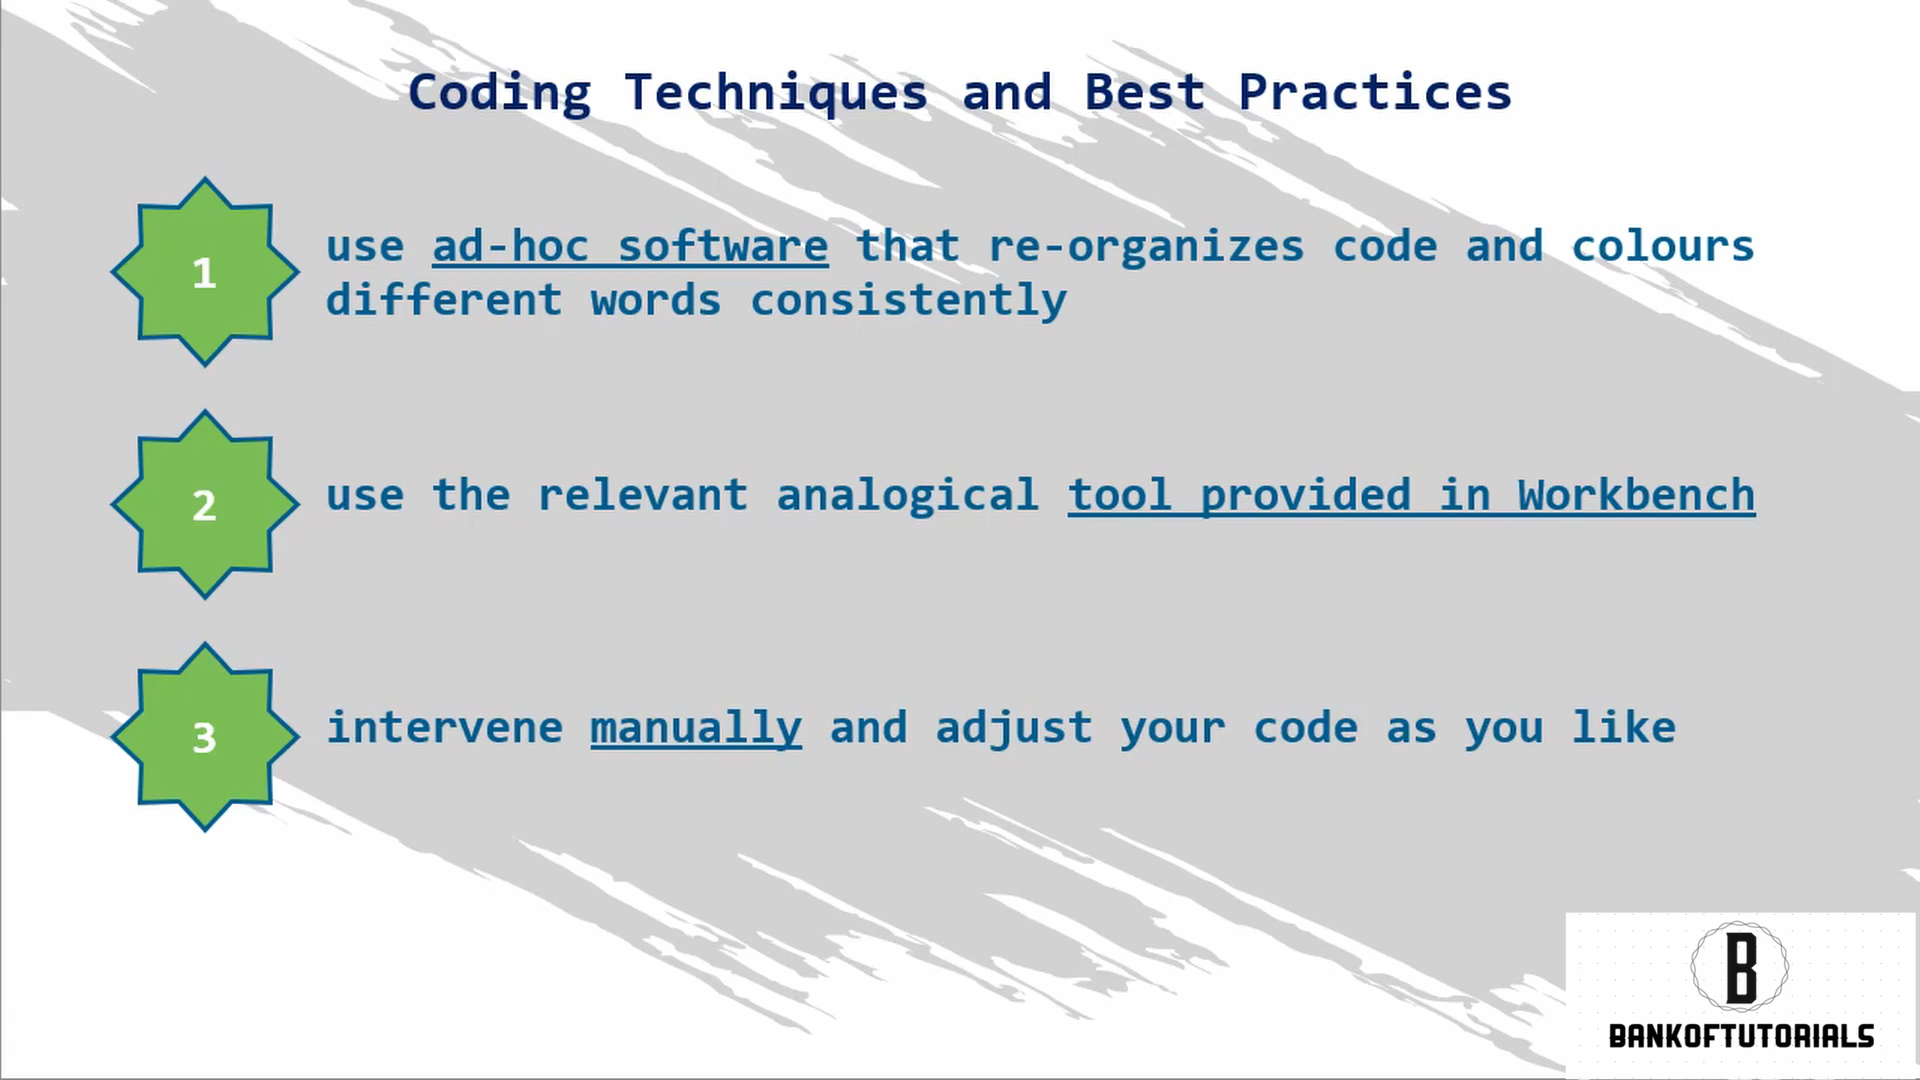 Coding Techniques and Best Practices
1
use ad-hoc software that re-organizes code and colours
different words consistently
2
use the relevant analogical tool provided in Workbench
3
intervene manually and adjust your code as you like
B
BANKOFTUTORIALS